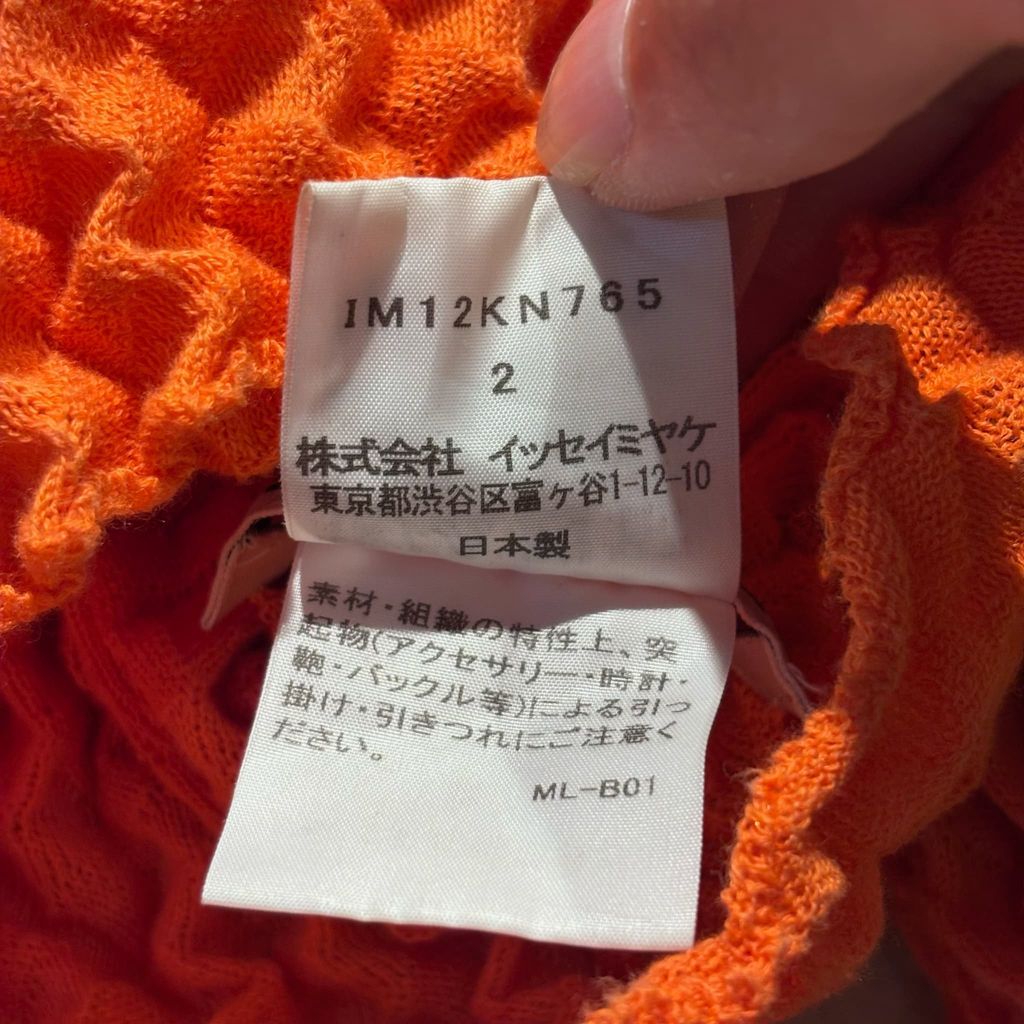 IM12KN765
2
株式会社 イッセイミヤケ
東京都渋谷区富ヶ谷1-12-10
日本製
素材・組織の特性上、突
起物(アクセサリー・時計・
鞄・バックル等)による引っ
掛け・引きつれにご注意く
ださい。
ML-B01